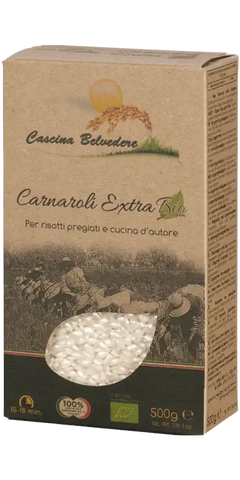 Cascina Belvedere
Carnaroli Extra Bio
Per risotti pregiati e cucina d'autore
15-18 min.
100%
500g e